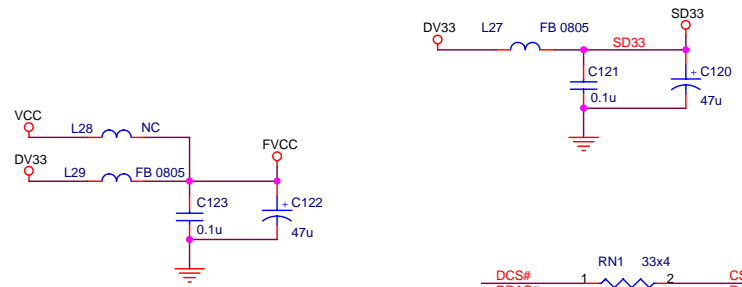 SD33
DV33 L27 FB 0805
SD33
C121 + C120
0.1u 47u
VCC
L28 NC
DV33 FVCC
L29 FB 0805
C123 + C122
0.1u 47u
RN1 33x4
DCS# 1 2